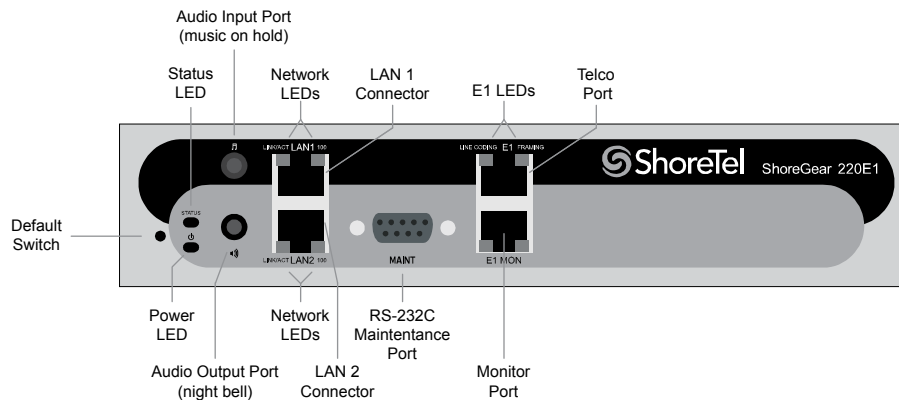 Audio Input Port
(music on hold)
Status
LED
Network
LEDs
LAN 1
Connector
E1 LEDs
Telco
Port
LINK/ACT LAN1 100
LINE CODING E1 FRAMING
ShoreTel
ShoreGear 220E1
Default
Switch
STATUS
LINK/ACT LAN2 100
MAINT
E1 MON
Power
LED
Network
LEDs
RS-232C
Maintentance
Port
Audio Output Port
(night bell)
LAN 2
Connector
Monitor
Port